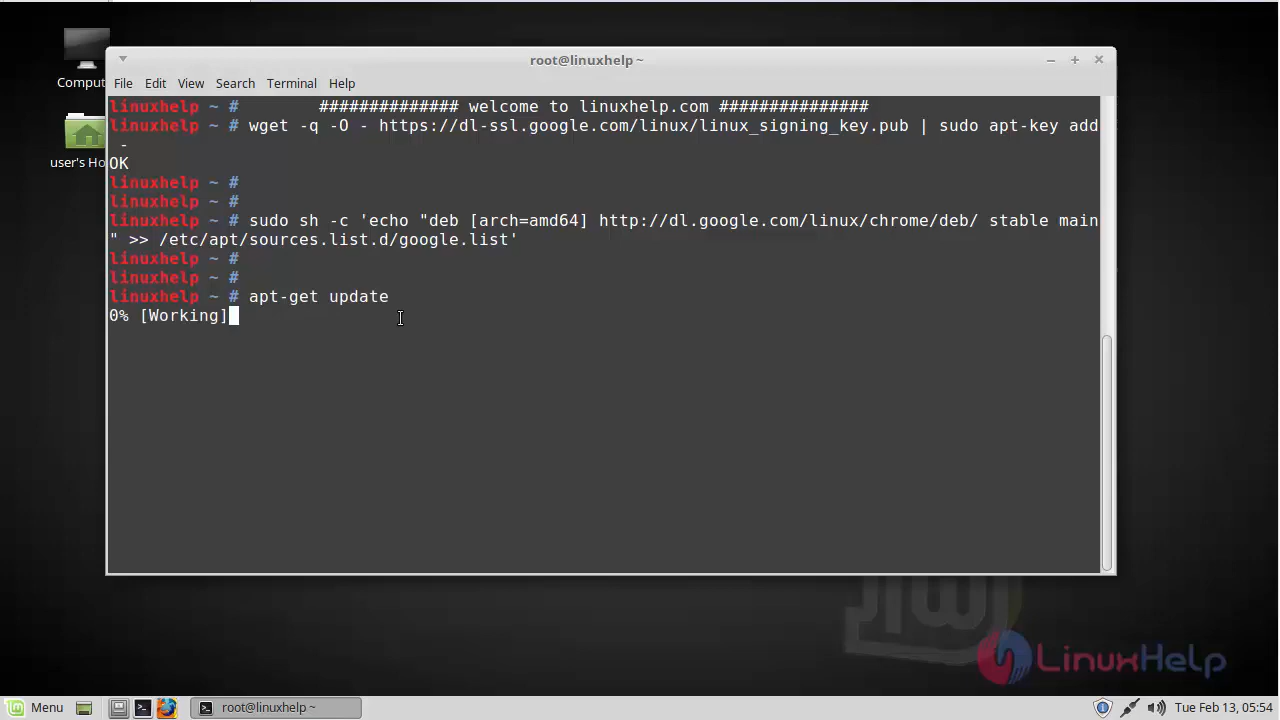 root@linuxhelp ~
File Edit View Search Terminal Help
linuxhelp ~ # ############## welcome to linuxhelp.com ###############
linuxhelp ~ # wget -q -O - https://dl-ssl.google.com/linux/linux_signing_key.pub | sudo apt-key add
-
OK
linuxhelp ~ #
linuxhelp ~ #
linuxhelp ~ # sudo sh -c 'echo "deb [arch=amd64] http://dl.google.com/linux/chrome/deb/ stable main
" >> /etc/apt/sources.list.d/google.list'
linuxhelp ~ #
linuxhelp ~ #
linuxhelp ~ # apt-get update
0% [Working]
Comput
user's Ho
LinuxHelp
Menu root@linuxhelp ~ Tue Feb 13, 05:54